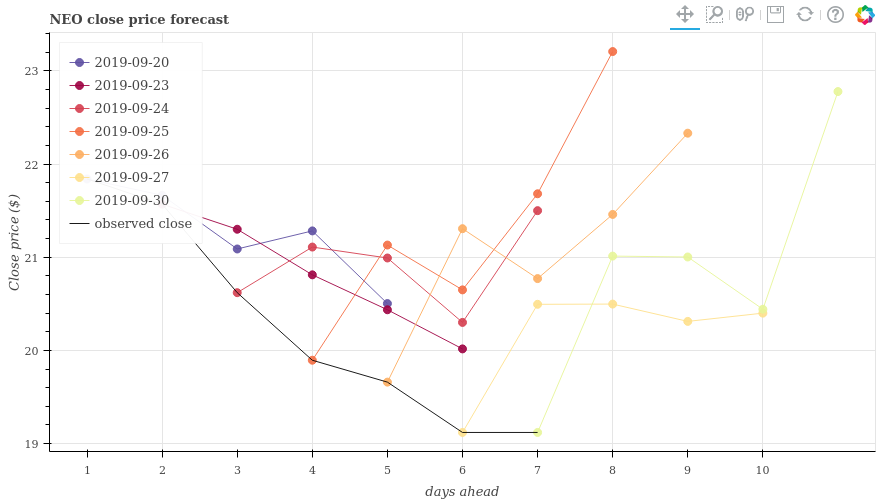 NEO close price forecast
2019-09-20
2019-09-23
2019-09-24
2019-09-25
2019-09-26
2019-09-27
2019-09-30
observed close
Close price ($)
23
22
21
20
19
1 2 3 4 5 6 7 8 9 10
days ahead